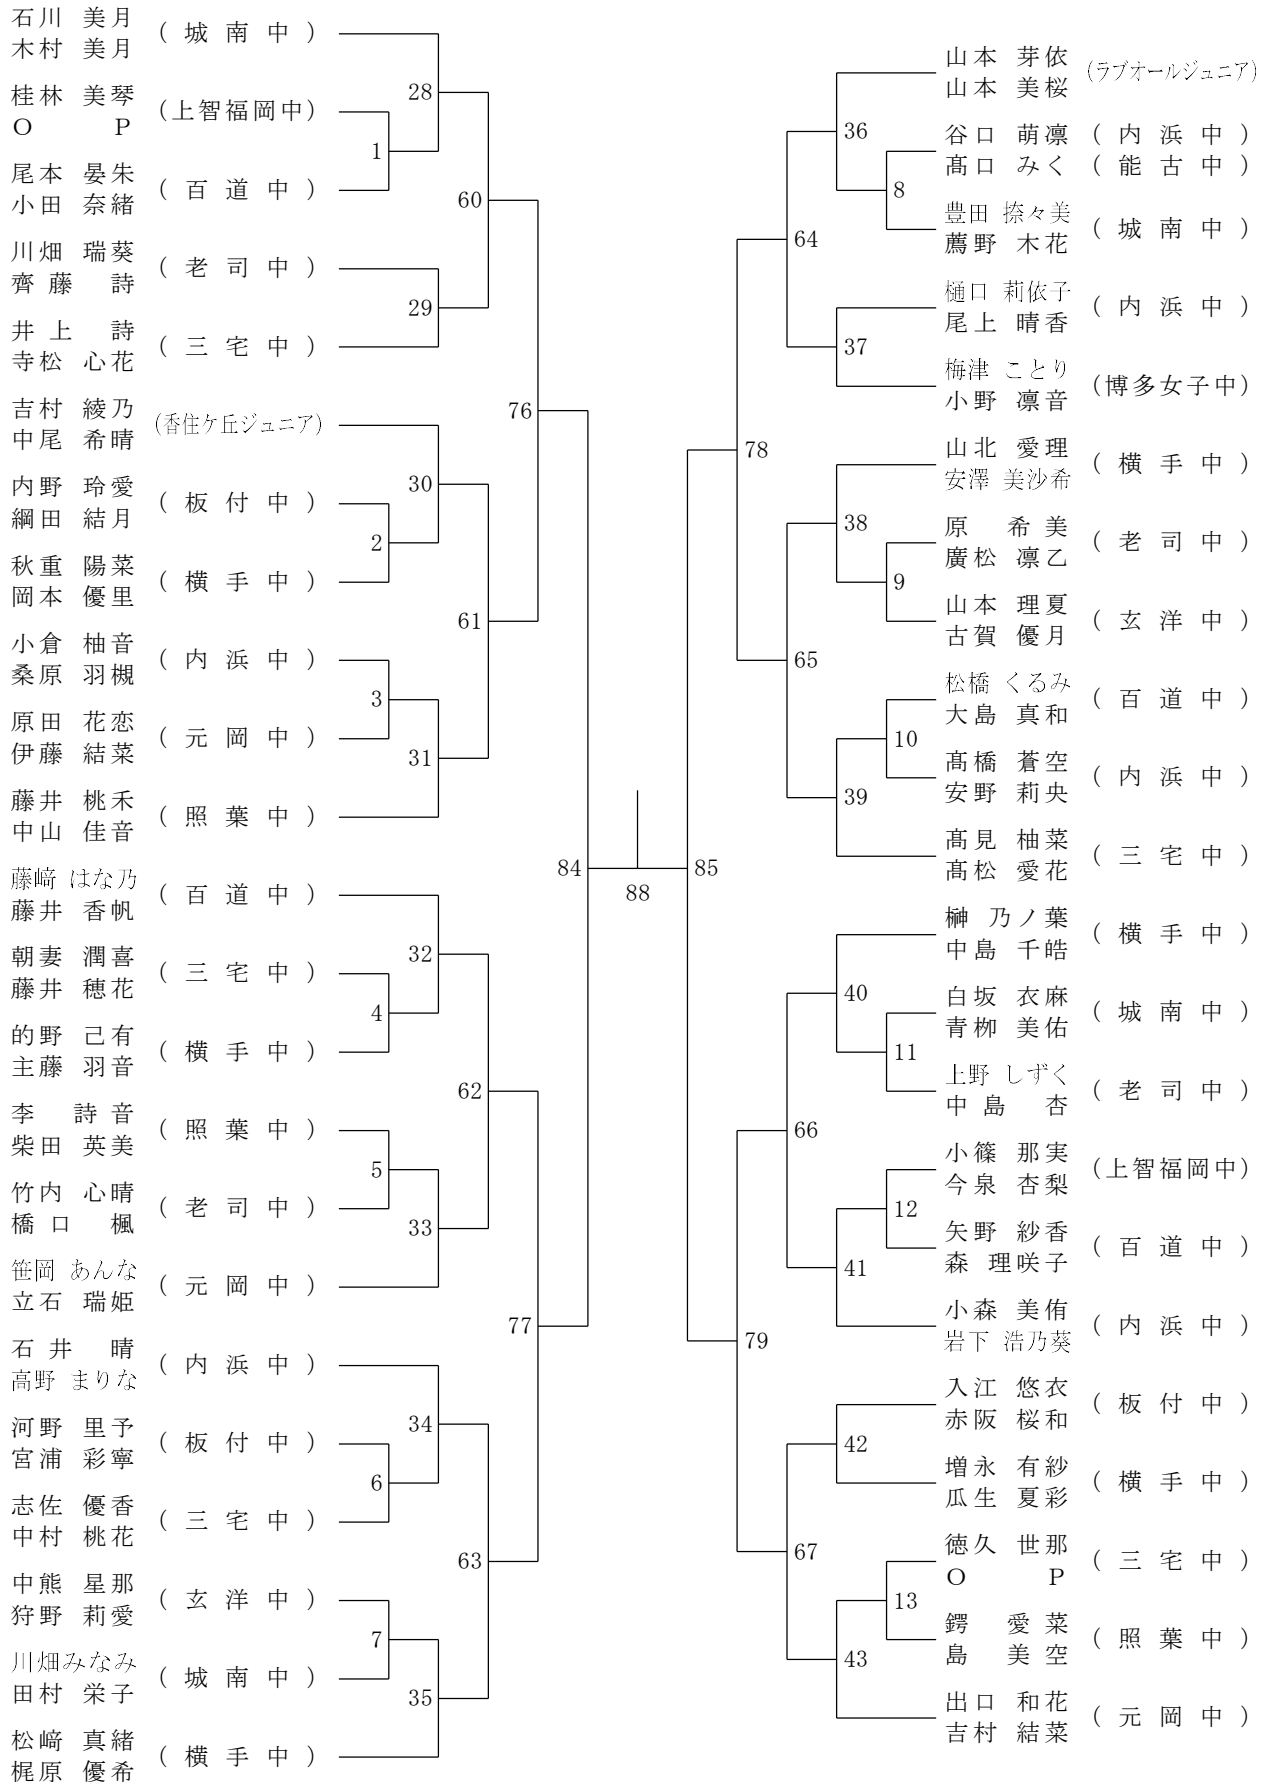 石川 美月
木村 美月
( 城 南 中 )
桂林 美琴
O P
(上智福岡中)
尾本 晏朱
小田 奈緒
( 百 道 中 )
川畑 瑞葵
齊藤 詩
( 老 司 中 )
井上 詩
寺松 心花
( 三 宅 中 )
吉村 綾乃
中尾 希晴
(香住ケ丘ジュニア)
内野 玲愛
綱田 結月
( 板 付 中 )
秋重 陽菜
岡本 優里
( 横 手 中 )
小倉 柚音
桑原 羽槻
( 内 浜 中 )
原田 花恋
伊藤 結菜
( 元 岡 中 )
藤井 桃禾
中山 佳音
( 照 葉 中 )
藤﨑 はな乃
藤井 香帆
( 百 道 中 )
朝妻 潤喜
藤井 穂花
( 三 宅 中 )
的野 己有
主藤 羽音
( 横 手 中 )
李 詩音
柴田 英美
( 照 葉 中 )
竹内 心晴
橋口 楓
( 老 司 中 )
笹岡 あんな
立石 瑞姫
( 元 岡 中 )
石井 晴
高野 まりな
( 内 浜 中 )
河野 里予
宮浦 彩寧
( 板 付 中 )
志佐 優香
中村 桃花
( 三 宅 中 )
中熊 星那
狩野 莉愛
( 玄 洋 中 )
川畑みなみ
田村 栄子
( 城 南 中 )
松﨑 真緒
梶原 優希
( 横 手 中 )
1
2
3
4
5
6
7
28
29
30
31
32
33
34
35
60
61
62
63
76
77
84
88
85
78
79
64
65
66
67
36
37
38
39
40
41
42
43
8
9
10
11
12
13
山本 芽依
山本 美桜
(ラブオールジュニア)
谷口 萌凛 ( 内 浜 中 )
髙口 みく ( 能 古 中 )
豊田 捺々美
薦野 木花
( 城 南 中 )
樋口 莉依子
尾上 晴香
( 内 浜 中 )
梅津 ことり
小野 凛音
(博多女子中)
山北 愛理
安澤 美沙希
( 横 手 中 )
原 希美
廣松 凛乙
( 老 司 中 )
山本 理夏
古賀 優月
( 玄 洋 中 )
松橋 くるみ
大島 真和
( 百 道 中 )
髙橋 蒼空
安野 莉央
( 内 浜 中 )
髙見 柚菜
髙松 愛花
( 三 宅 中 )
榊 乃ノ葉
中島 千皓
( 横 手 中 )
白坂 衣麻
青栁 美佑
( 城 南 中 )
上野 しずく
中島 杏
( 老 司 中 )
小篠 那実
今泉 杏梨
(上智福岡中)
矢野 紗香
森 理咲子
( 百 道 中 )
小森 美侑
岩下 浩乃葵
( 内 浜 中 )
入江 悠衣
赤阪 桜和
( 板 付 中 )
増永 有紗
瓜生 夏彩
( 横 手 中 )
徳久 世那
O P
( 三 宅 中 )
鍔 愛菜
島 美空
( 照 葉 中 )
出口 和花
吉村 結菜
( 元 岡 中 )